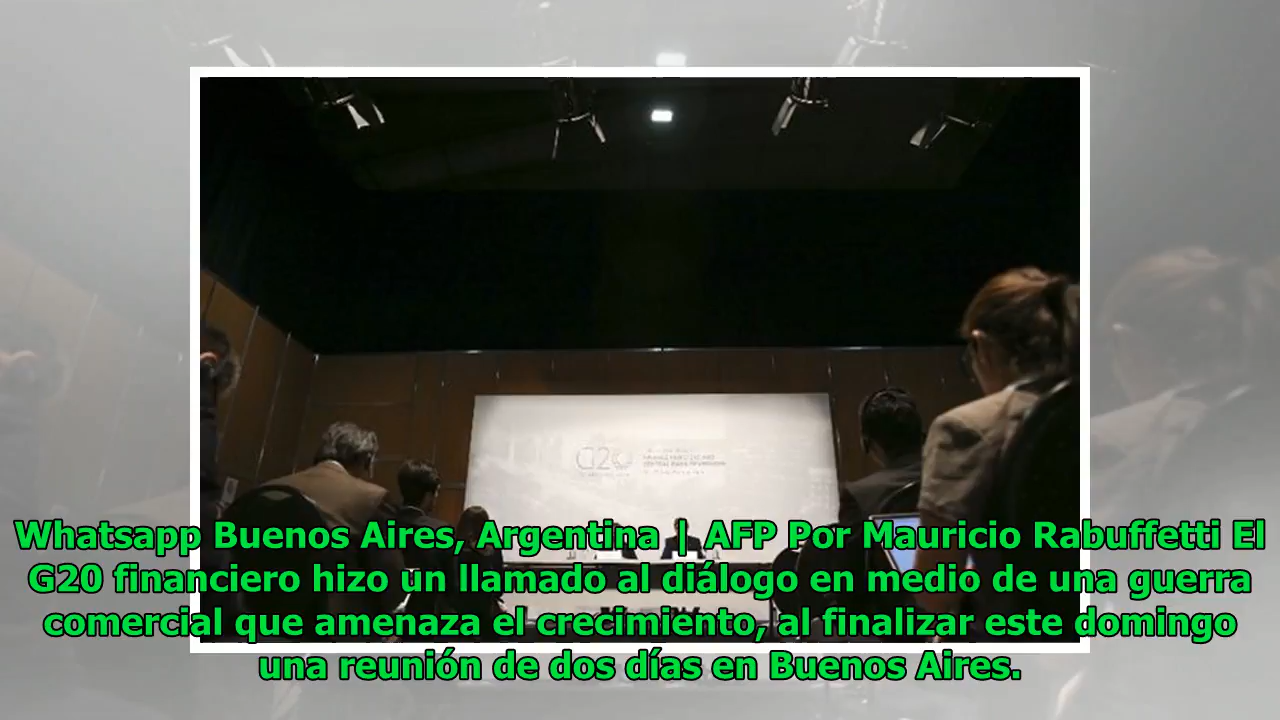 G20
Whatsapp Buenos Aires, Argentina | AFP Por Mauricio Rabuffetti El
G20 financiero hizo un llamado al diálogo en medio de una guerra
comercial que amenaza el crecimiento, al finalizar este domingo
una reunión de dos días en Buenos Aires.